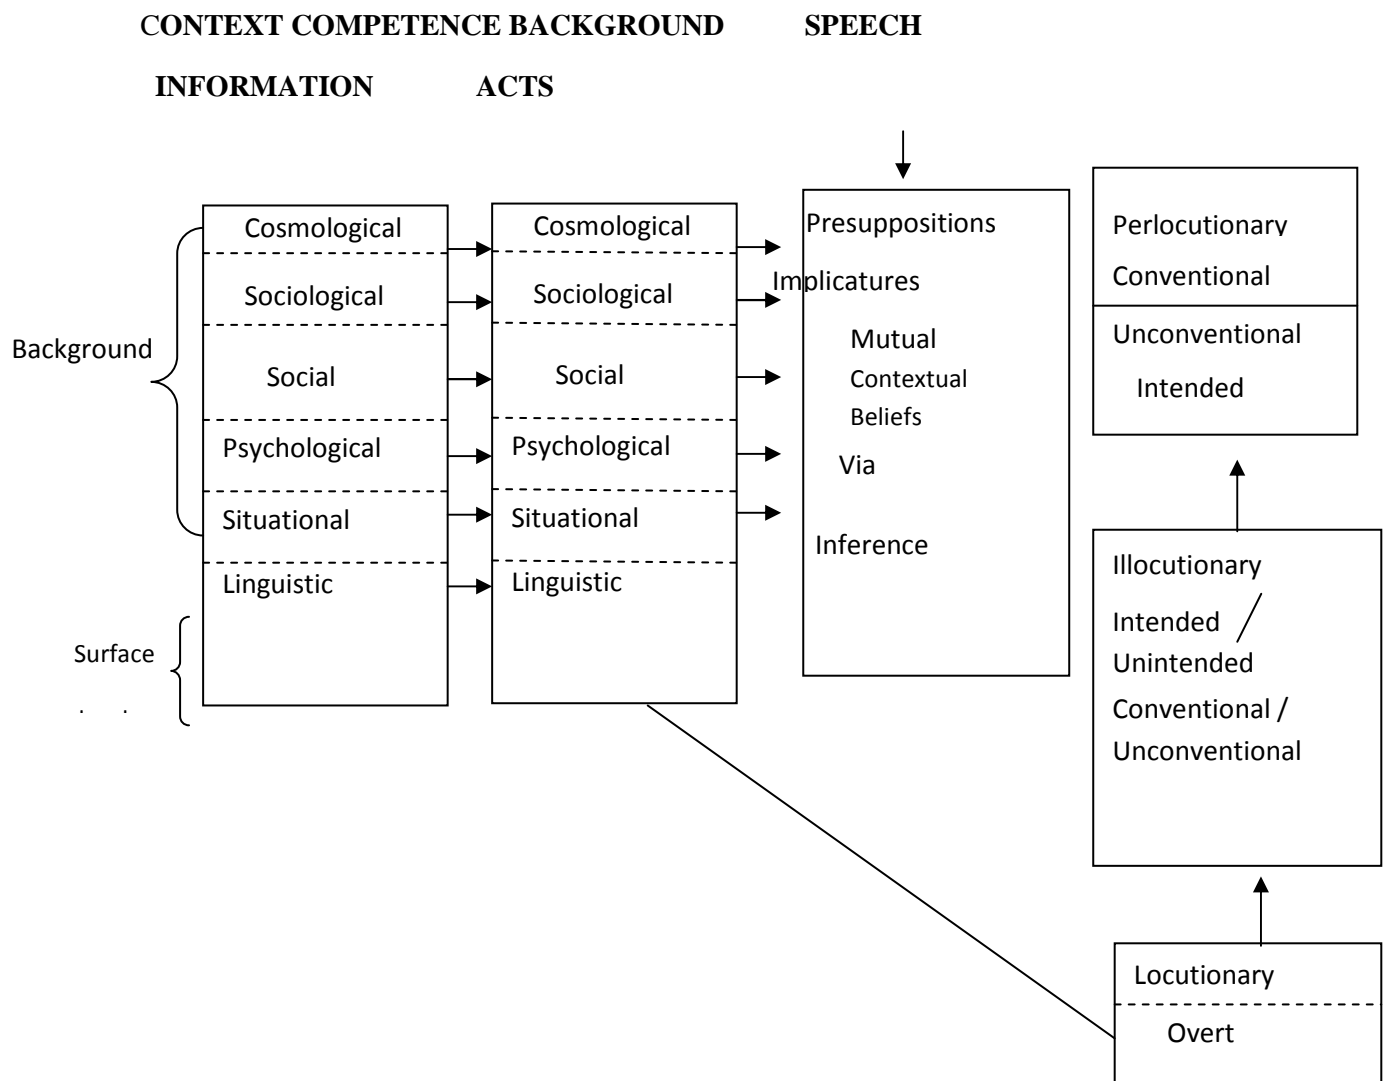 CONTEXT COMPETENCE BACKGROUND SPEECH
INFORMATION ACTS
Background
Surface
. .
Cosmological
Sociological
Social
Psychological
Situational
Linguistic
Cosmological
Sociological
Social
Psychological
Situational
Linguistic
Presuppositions
Implicatures
Mutual
Contextual
Beliefs
Via
Inference
Perlocutionary
Conventional
Unconventional
Intended
Illocutionary
Intended /
Unintended
Conventional /
Unconventional
Locutionary
Overt